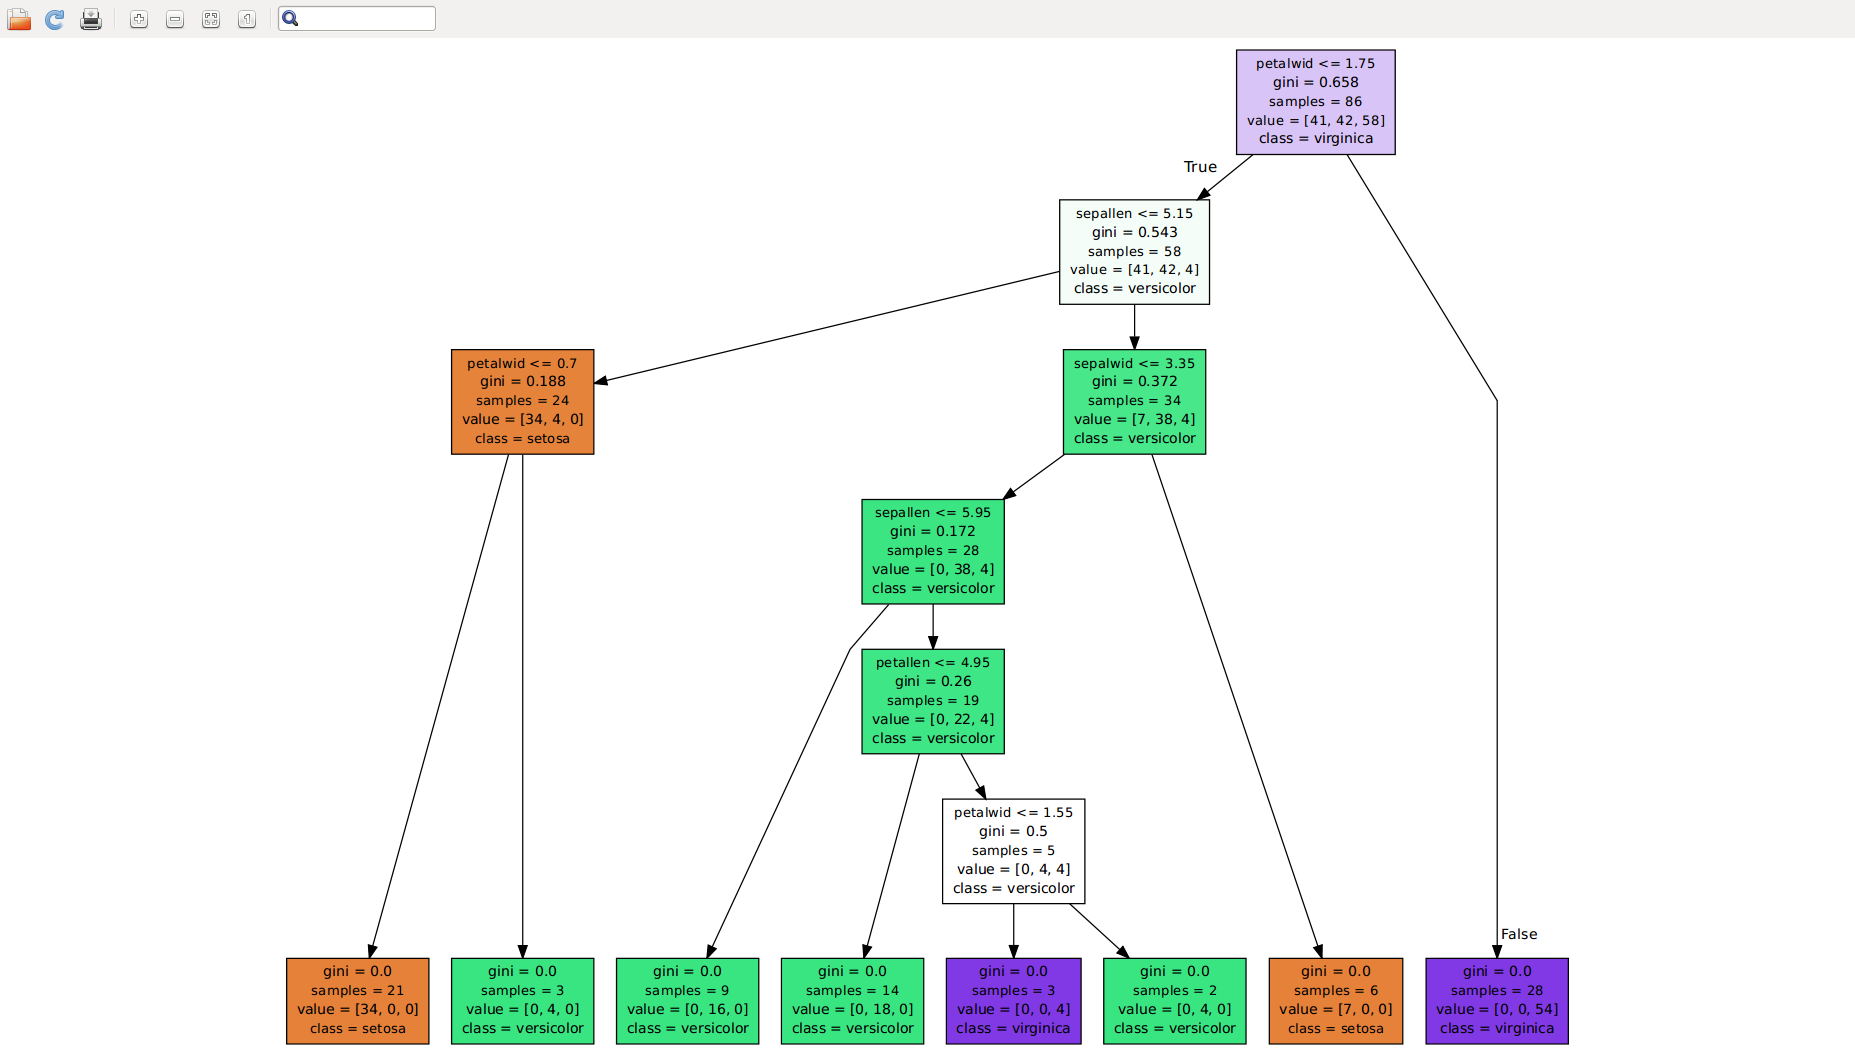 1
petalwid <= 1.75
gini = 0.658
samples = 86
value = [41, 42, 58]
class = virginica
True
sepallen <= 5.15
gini = 0.543
samples = 58
value = [41, 42, 4]
class = versicolor
petalwid <= 0.7
gini = 0.188
samples = 24
value = [34, 4, 0]
class = setosa
sepalwid <= 3.35
gini = 0.372
samples = 34
value = [7, 38, 4]
class = versicolor
sepallen <= 5.95
gini = 0.172
samples = 28
value = [0, 38, 4]
class = versicolor
petallen <= 4.95
gini = 0.26
samples = 19
value = [0, 22, 4]
class = versicolor
petalwid <= 1.55
gini = 0.5
samples = 5
value = [0, 4, 4]
class = versicolor
False
gini = 0.0
samples = 21
value = [34, 0, 0]
class = setosa
gini = 0.0
samples = 3
value = [0, 4, 0]
class = versicolor
gini = 0.0
samples = 9
value = [0, 16, 0]
class = versicolor
gini = 0.0
samples = 14
value = [0, 18, 0]
class = versicolor
gini = 0.0
samples = 3
value = [0, 0, 4]
class = virginica
gini = 0.0
samples = 2
value = [0, 4, 0]
class = versicolor
gini = 0.0
samples = 6
value = [7, 0, 0]
class = setosa
gini = 0.0
samples = 28
value = [0, 0, 54]
class = virginica